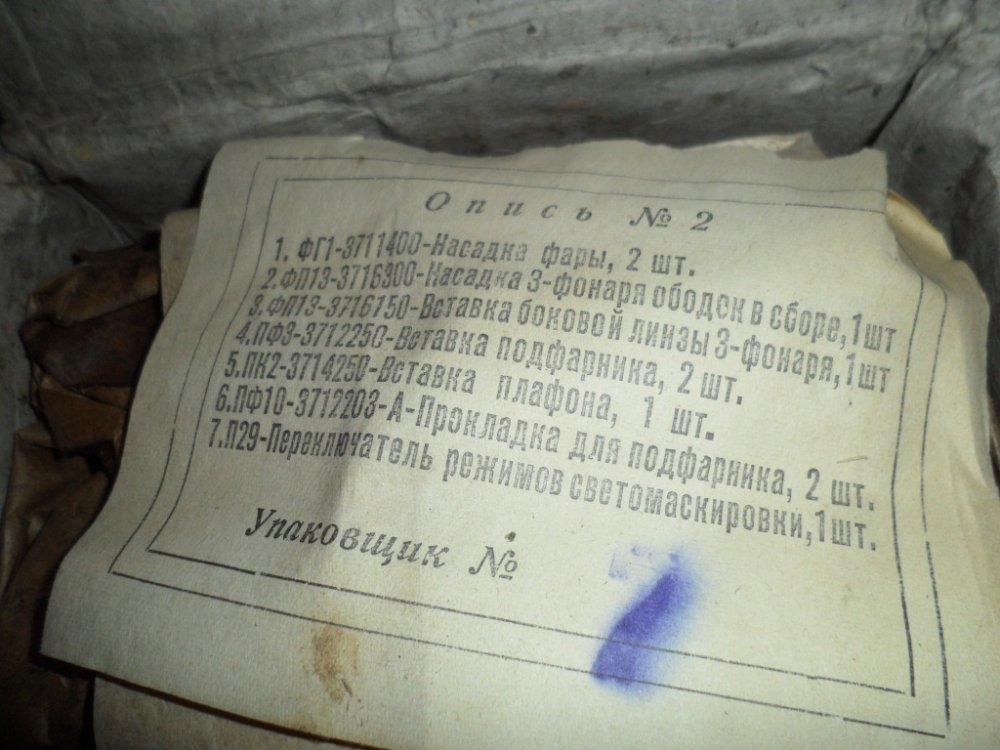 Опись № 2
1. ФГ1-3711400-Насадка фары, 2 шт.
2.ФП13-3716300-Насадка З-фонаря ободок в сборе,1шт
3.ФП13-3716150-Вставка боковой линзы З-фонаря,1шт
4.ПФ3-3712250-Вставка подфарника, 2 шт.
5.ПК2-3714250-Вставка плафона, 1 шт.
6.ПФ10-3712203-А-Прокладка для подфарника, 2 шт.
7.П29-Переключатель режимов светомаскировки,1шт.
Упаковщик №